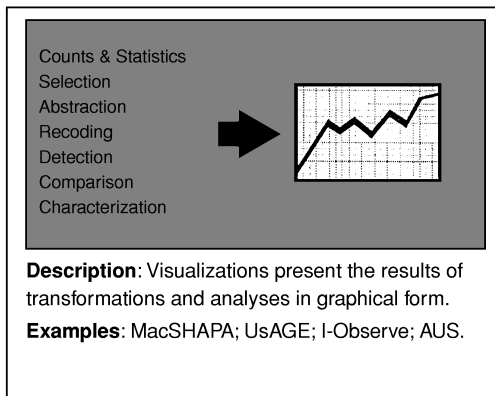 Counts & Statistics
Selection
Abstraction
Recoding
Detection
Comparison
Characterization
Description: Visualizations present the results of
transformations and analyses in graphical form.
Examples: MacSHAPA; UsAGE; I-Observe; AUS.